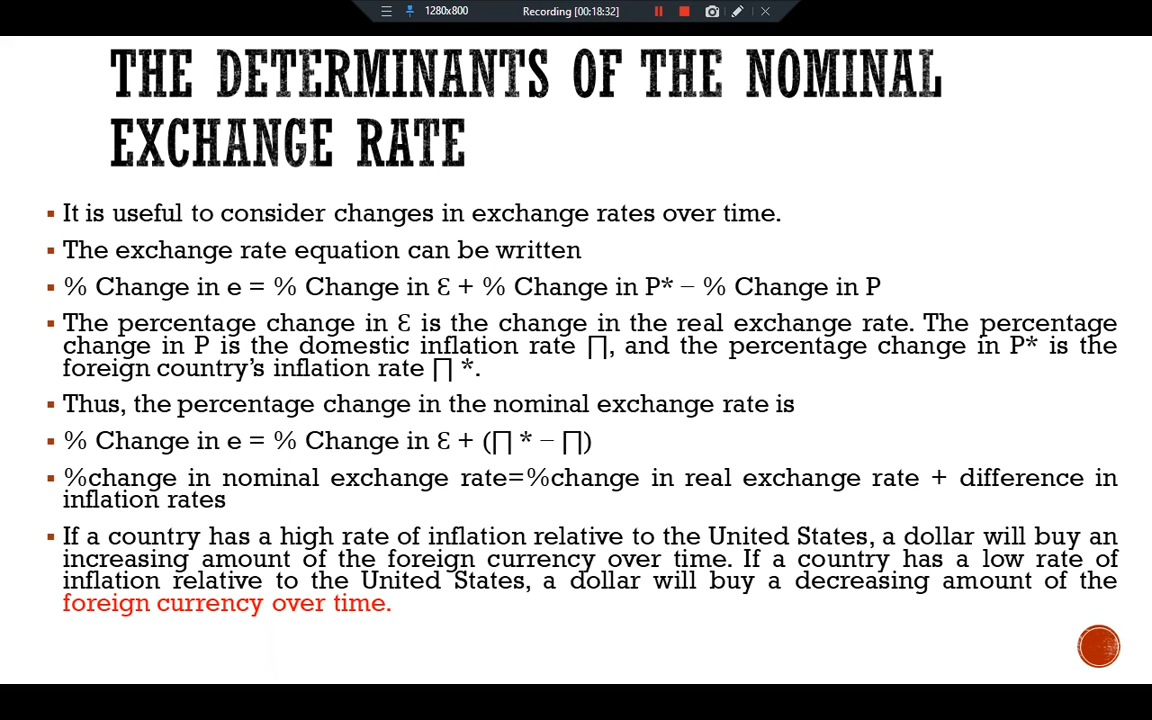 1280x800
Recording [00:18:32]
THE DETERMINANTS OF THE NOMINAL
EXCHANGE RATE
▪ It is useful to consider changes in exchange rates over time.
▪ The exchange rate equation can be written
▪ % Change in e = % Change in Ɛ + % Change in P* − % Change in P
▪ The percentage change in Ɛ is the change in the real exchange rate. The percentage
change in P is the domestic inflation rate ∏, and the percentage change in P* is the
foreign country’s inflation rate ∏ *.
▪ Thus, the percentage change in the nominal exchange rate is
▪ % Change in e = % Change in Ɛ + (∏ * − ∏)
▪ %change in nominal exchange rate=%change in real exchange rate + difference in
inflation rates
▪ If a country has a high rate of inflation relative to the United States, a dollar will buy an
increasing amount of the foreign currency over time. If a country has a low rate of
inflation relative to the United States, a dollar will buy a decreasing amount of the
foreign currency over time.